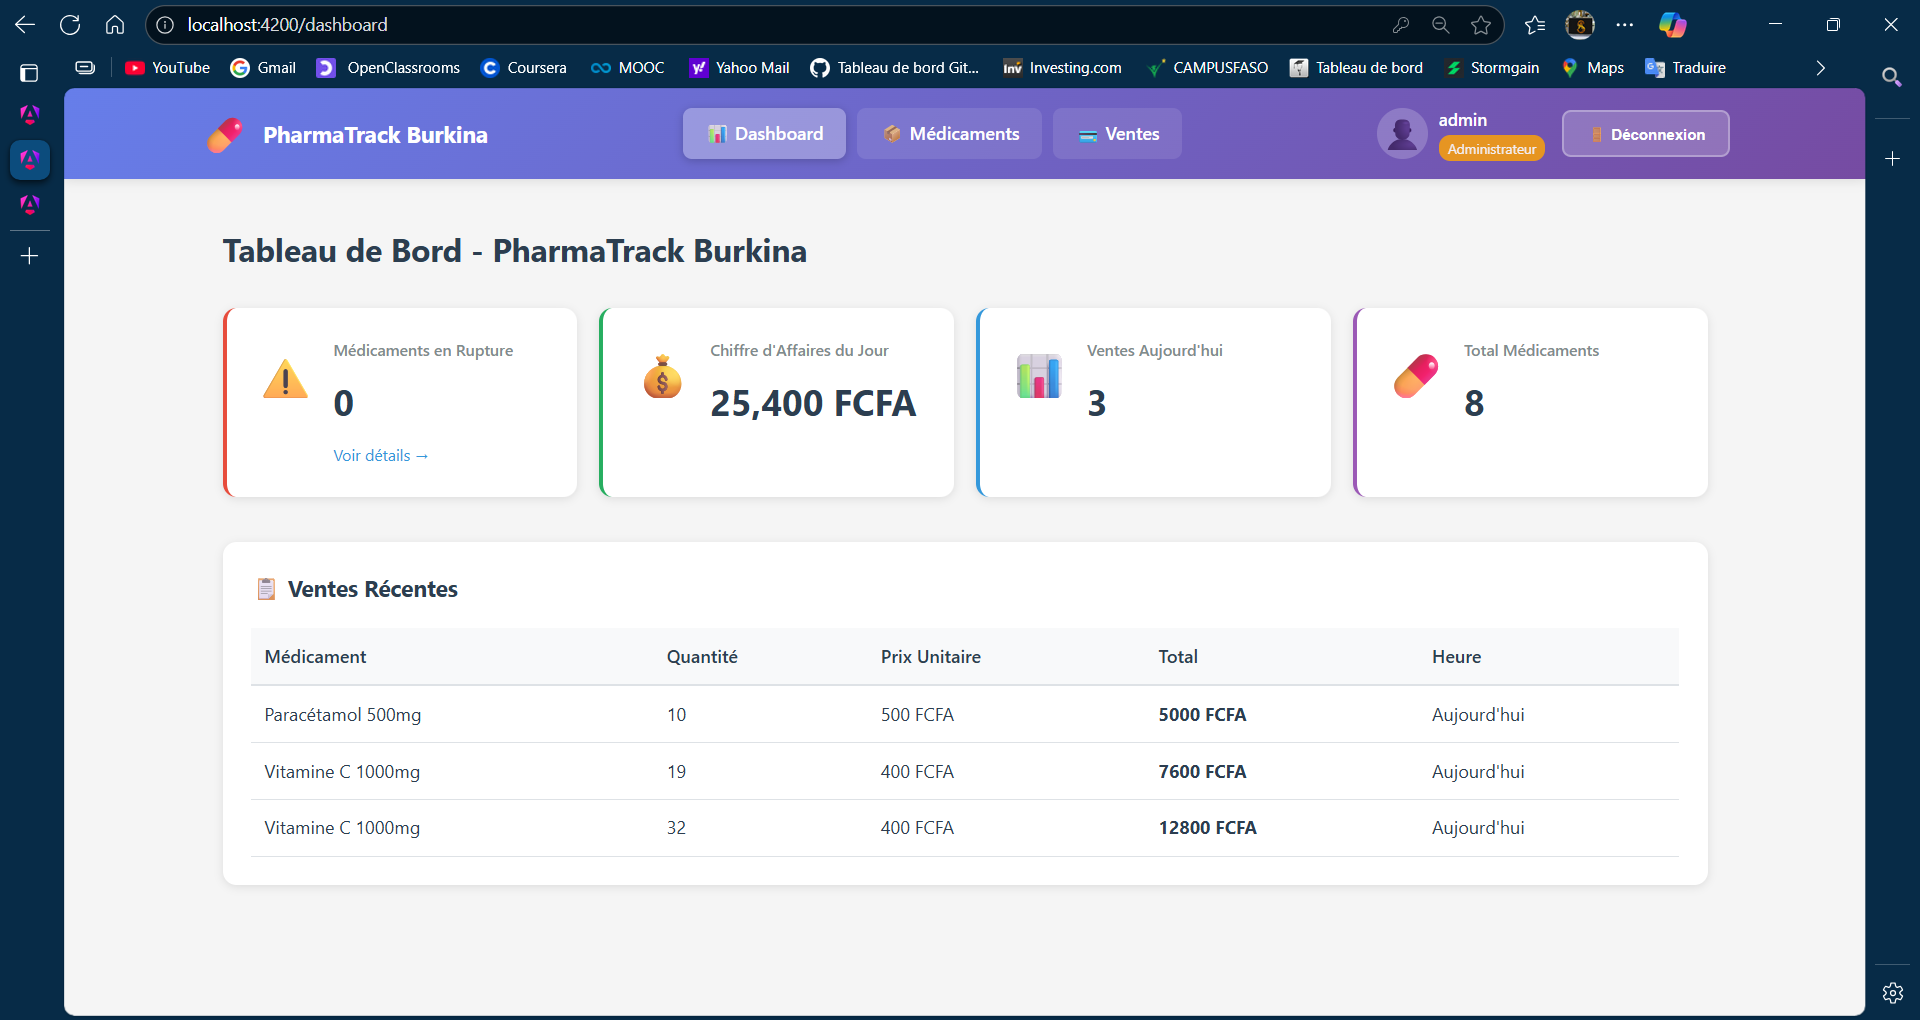 localhost:4200/dashboard
YouTube Gmail OpenClassrooms Coursera MOOC Yahoo Mail Tableau de bord Git... Investing.com CAMPUSFASO Tableau de bord Stormgain Maps Traduire
PharmaTrack Burkina Dashboard Médicaments Ventes admin Déconnexion
Administrateur
Tableau de Bord - PharmaTrack Burkina
Médicaments en Rupture Chiffre d'Affaires du Jour Ventes Aujourd'hui Total Médicaments
0 25,400 FCFA 3 8
Voir détails →
Ventes Récentes
Médicament Quantité Prix Unitaire Total Heure
Paracétamol 500mg 10 500 FCFA 5000 FCFA Aujourd'hui
Vitamine C 1000mg 19 400 FCFA 7600 FCFA Aujourd'hui
Vitamine C 1000mg 32 400 FCFA 12800 FCFA Aujourd'hui